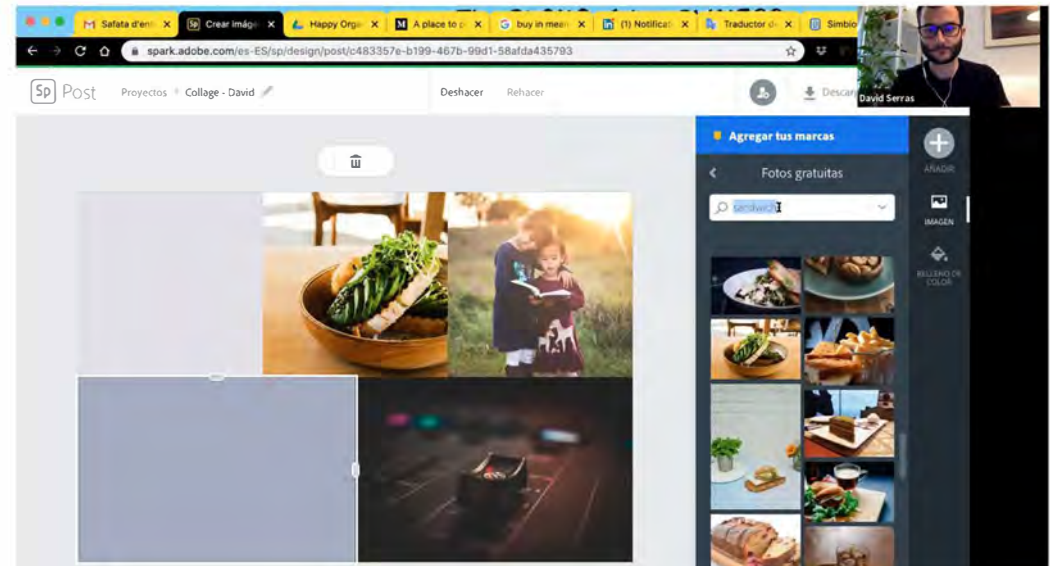 Safata d'ent
Crear imáge
Happy Orga
A place to p
buy in mean
(1) Notificati
Traductor d
Simbio
spark.adobe.com/es-ES/sp/design/post/c483357e-b199-467b-99d1-58afda435793
Sp Post
Proyectos
Collage - David
Deshacer
Rehacer
Descar
David Serras
Agregar tus marcas
Fotos gratuitas
sandwich
AÑADIR
IMAGEN
RELLENO DE
COLOR